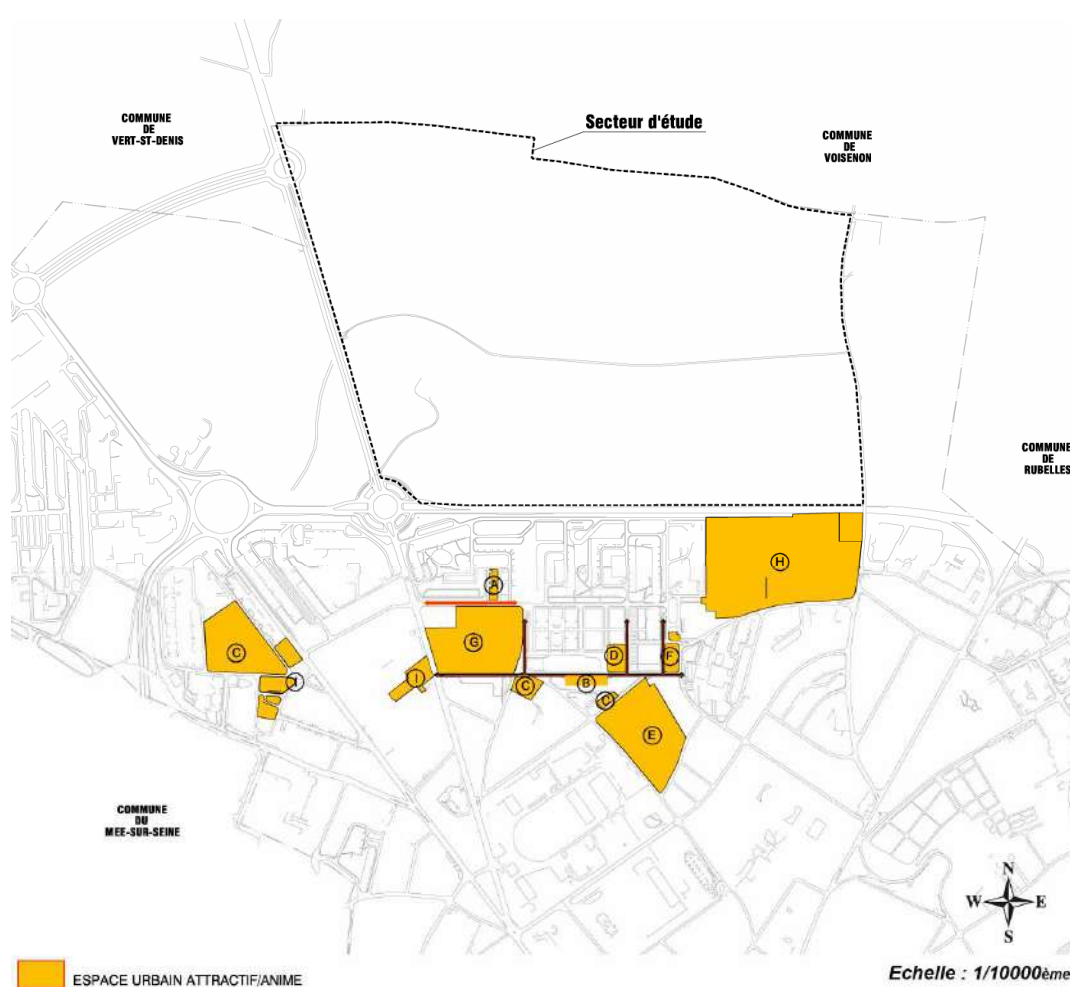 COMMUNE
DE
VERT-ST-DENIS
Secteur d'étude
COMMUNE
DE
VOISENON
COMMUNE
DE
RUBELLES
H
A
G
C
I
D
F
C
B
C
E
COMMUNE
DU
MEE-SUR-SEINE
N
W E
S
ESPACE URBAIN ATTRACTIF/ANIME
Echelle : 1/10000ème